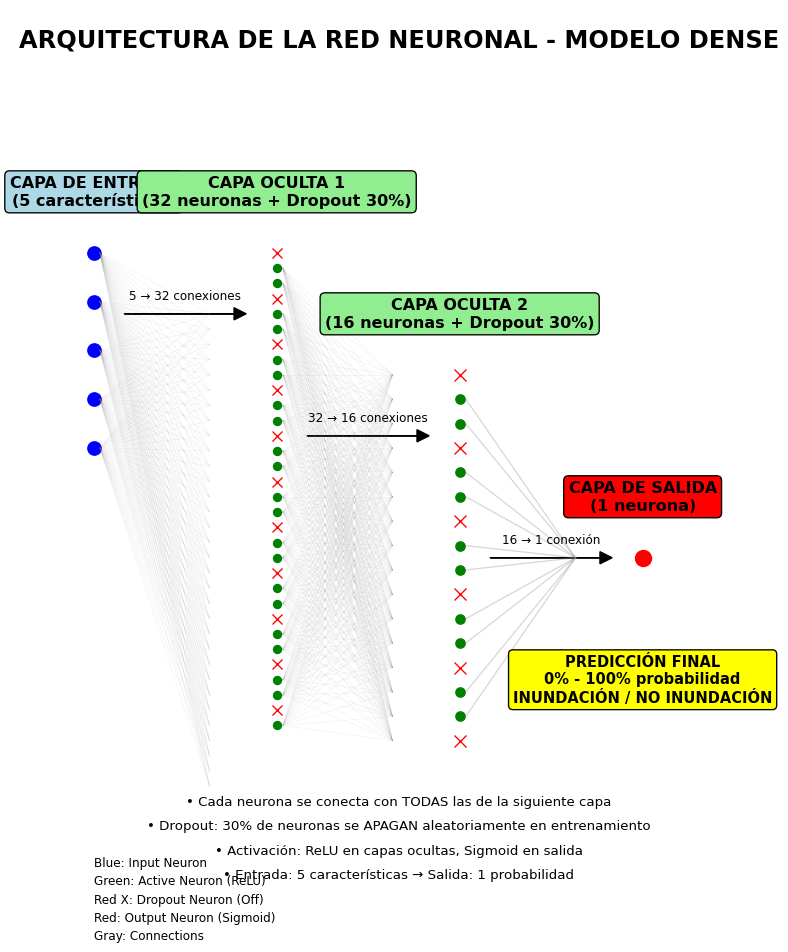 ARQUITECTURA DE LA RED NEURONAL - MODELO DENSE
CAPA DE ENTR
(5 característi
CAPA OCULTA 1
(32 neuronas + Dropout 30%)
5 → 32 conexiones
CAPA OCULTA 2
(16 neuronas + Dropout 30%)
32 → 16 conexiones
CAPA DE SALIDA
(1 neurona)
16 → 1 conexión
PREDICCIÓN FINAL
0% - 100% probabilidad
INUNDACIÓN / NO INUNDACIÓN
• Cada neurona se conecta con TODAS las de la siguiente capa
• Dropout: 30% de neuronas se APAGAN aleatoriamente en entrenamiento
• Activación: ReLU en capas ocultas, Sigmoid en salida
• Entrada: 5 características → Salida: 1 probabilidad
Blue: Input Neuron
Green: Active Neuron (ReLU)
Red X: Dropout Neuron (Off)
Red: Output Neuron (Sigmoid)
Gray: Connections